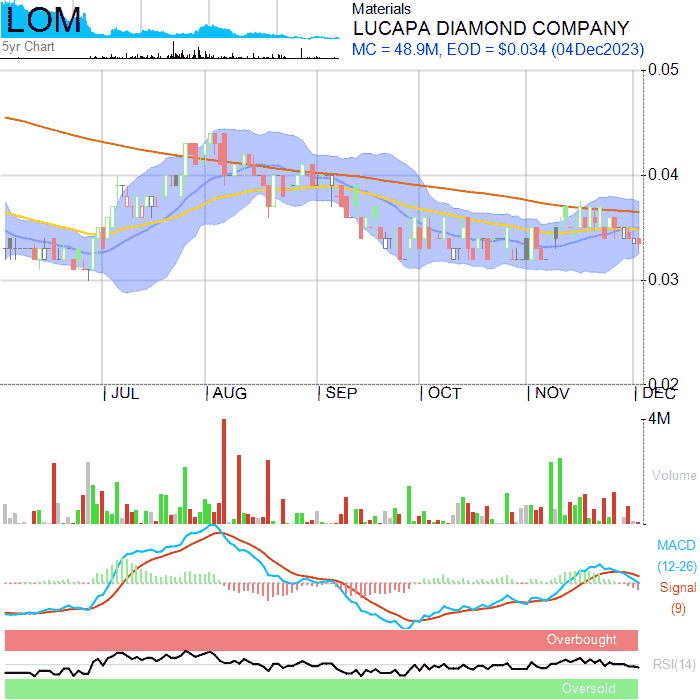 LOM
5yr Chart
Materials
LUCAPA DIAMOND COMPANY
MC = 48.9M, EOD = $0.034 (04Dec2023)
0.05
0.04
0.03
0.02
JUL AUG SEP OCT NOV DEC
4M
Volume
MACD
(12-26)
Signal
(9)
Overbought
RSI(14)
Oversold